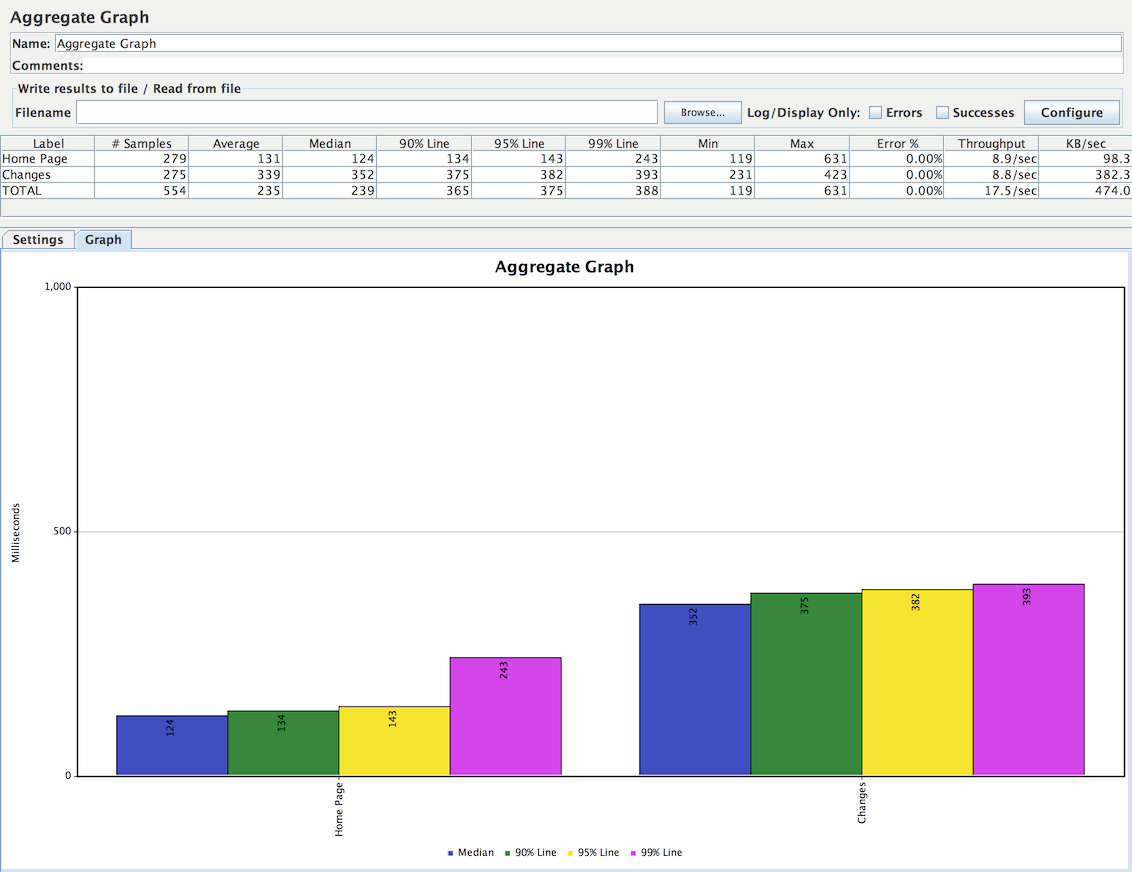 Aggregate Graph
Name: Aggregate Graph
Comments:
Write results to file / Read from file
Filename Browse... Log/Display Only: Errors Successes Configure
Label # Samples Average Median 90% Line 95% Line 99% Line Min Max Error % Throughput KB/sec
Home Page 279 131 124 134 143 243 119 631 0.00% 8.9/sec 98.3
Changes 275 339 352 375 382 393 231 423 0.00% 8.8/sec 382.3
TOTAL 554 235 239 365 375 388 119 631 0.00% 17.5/sec 474.0
Settings Graph
Aggregate Graph
1,000
500
Milliseconds
352 375 382 393
243
124 134 143
0
Home Page Changes
Median 90% Line 95% Line 99% Line